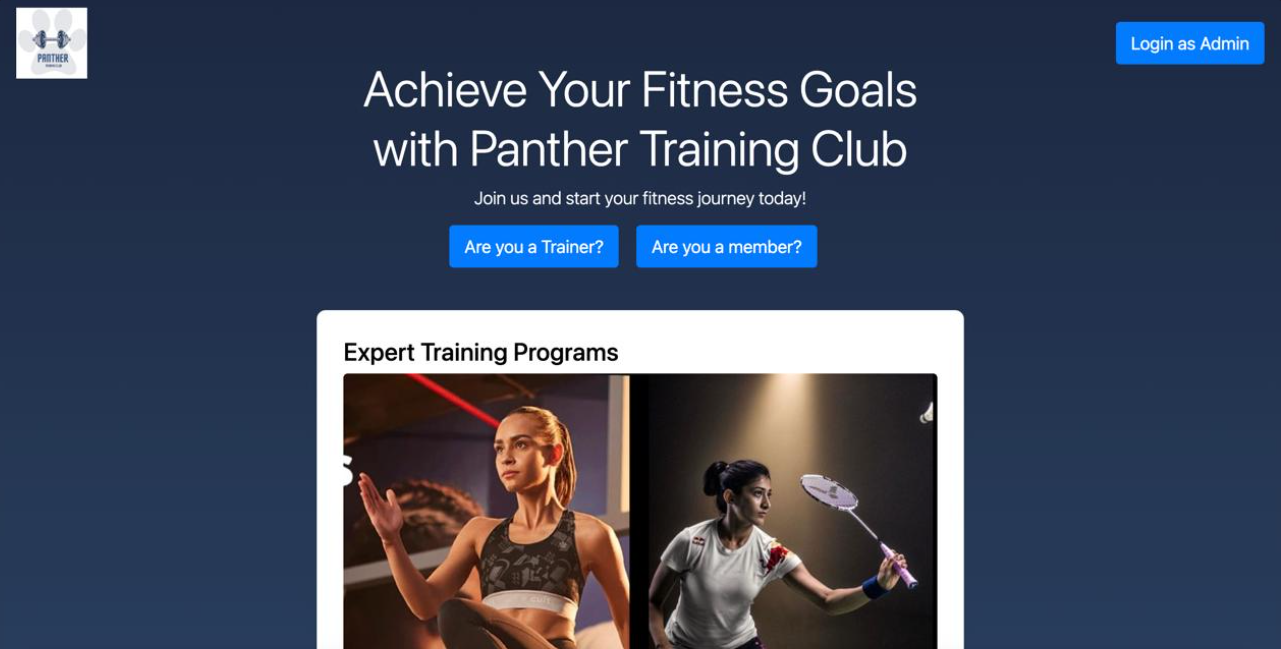 PANTHER
Login as Admin
Achieve Your Fitness Goals
with Panther Training Club
Join us and start your fitness journey today!
Are you a Trainer?
Are you a member?
Expert Training Programs
S